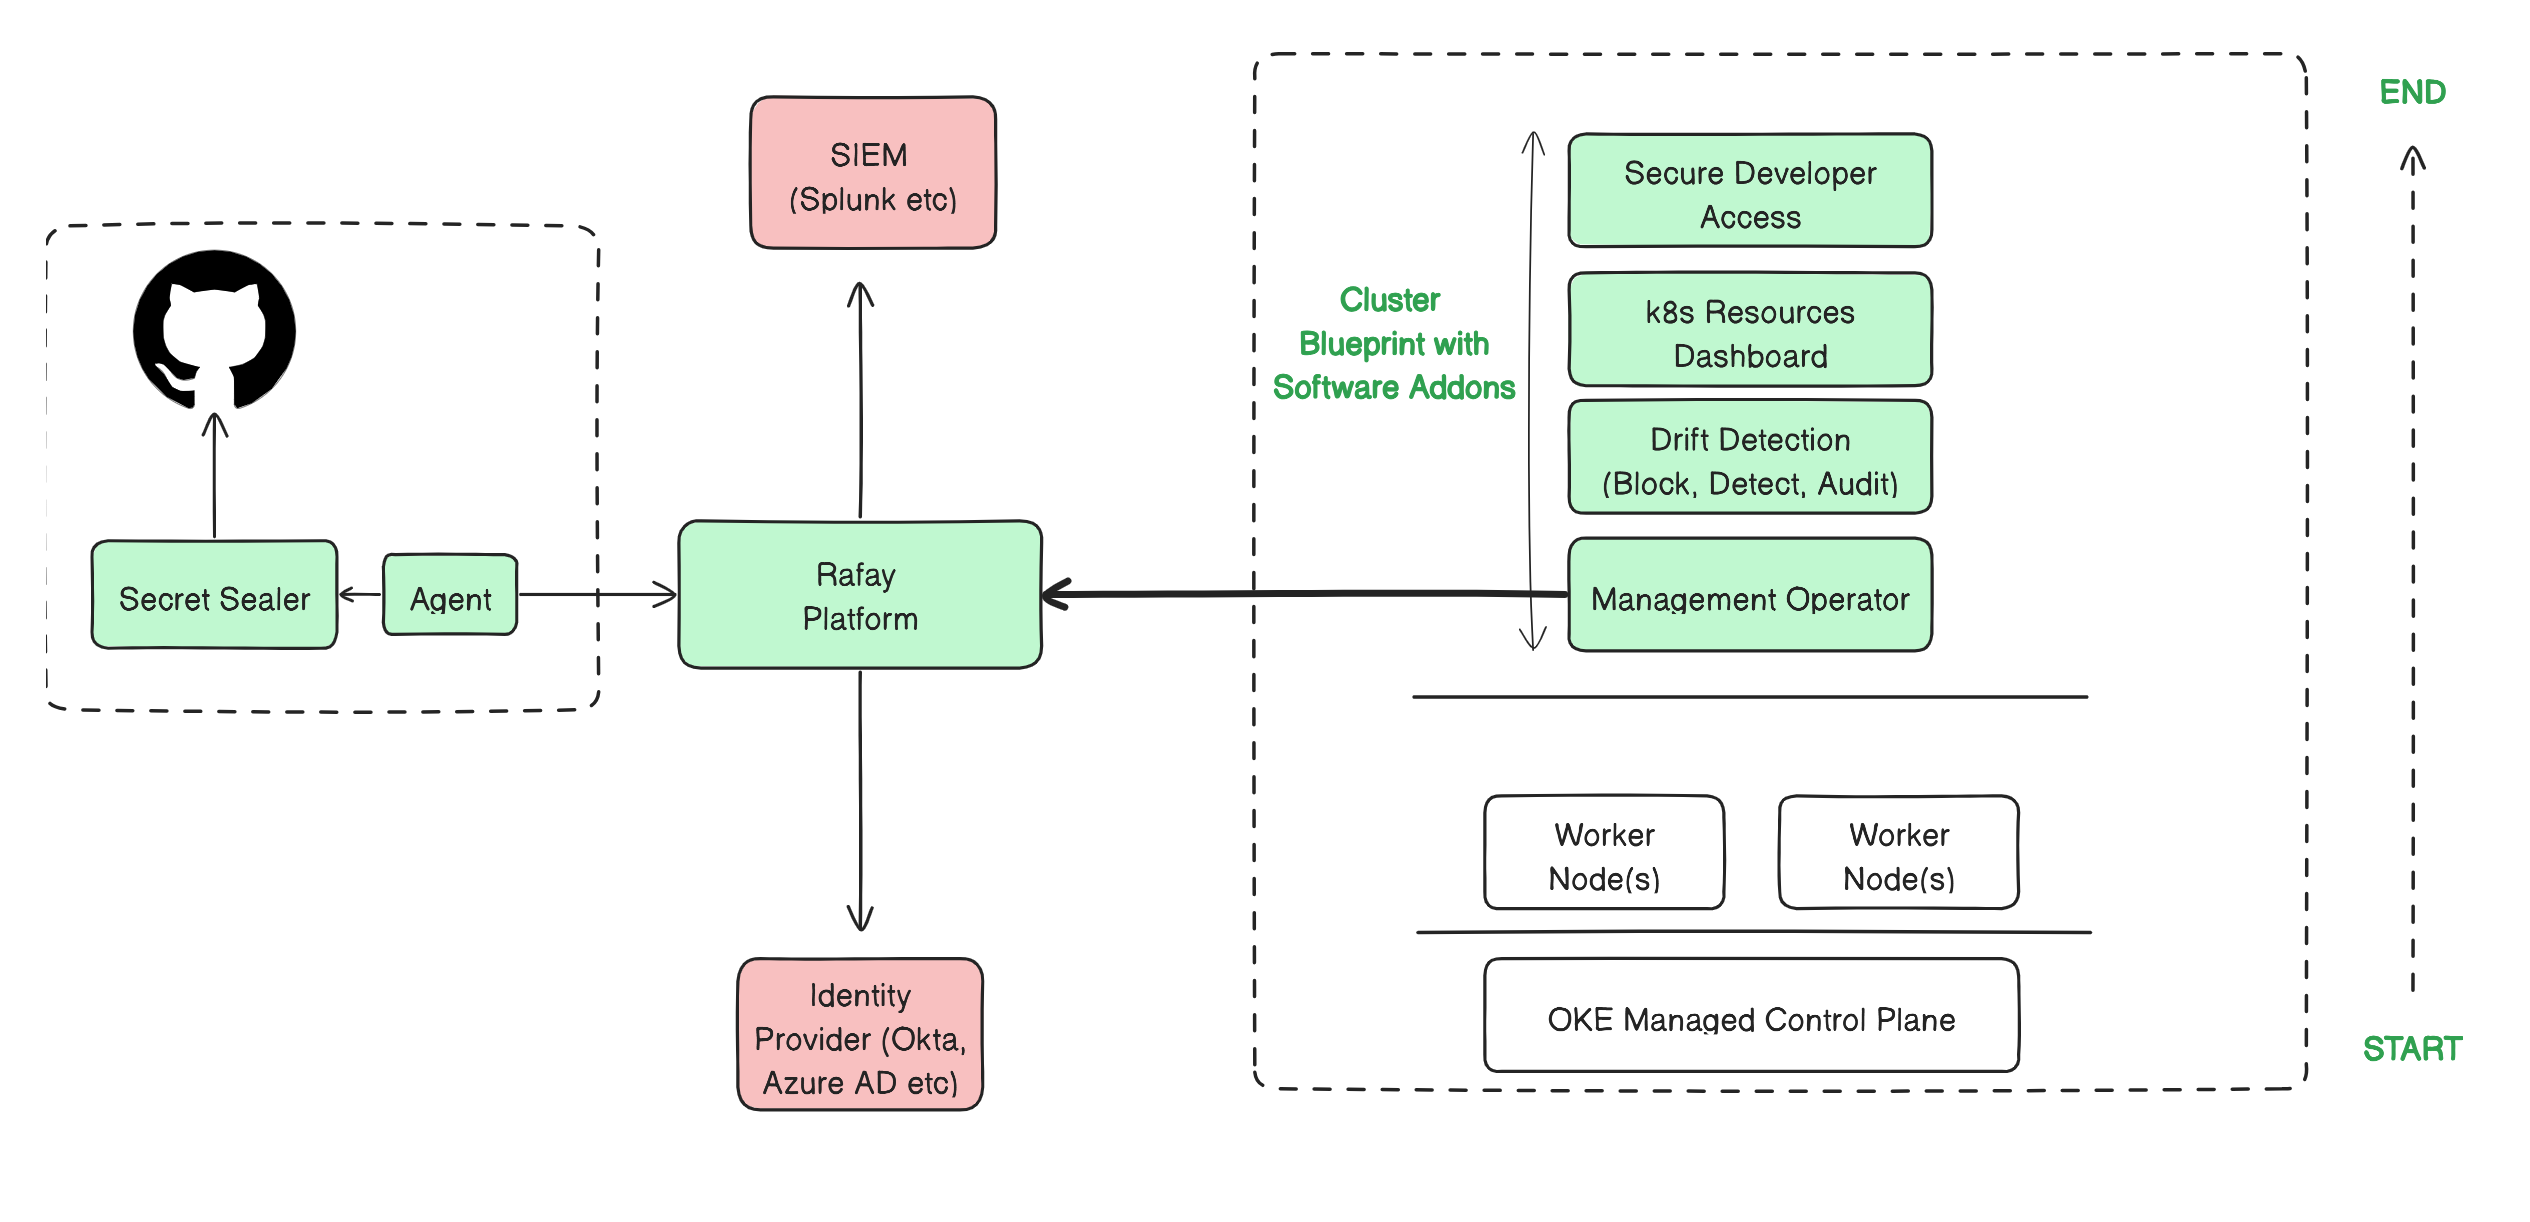 SIEM
(Splunk etc)
Secret Sealer
Agent
Rafay
Platform
Identity
Provider (Okta,
Azure AD etc)
Cluster
Blueprint with
Software Addons
Secure Developer
Access
k8s Resources
Dashboard
Drift Detection
(Block, Detect, Audit)
Management Operator
Worker
Node(s)
Worker
Node(s)
OKE Managed Control Plane
END
START